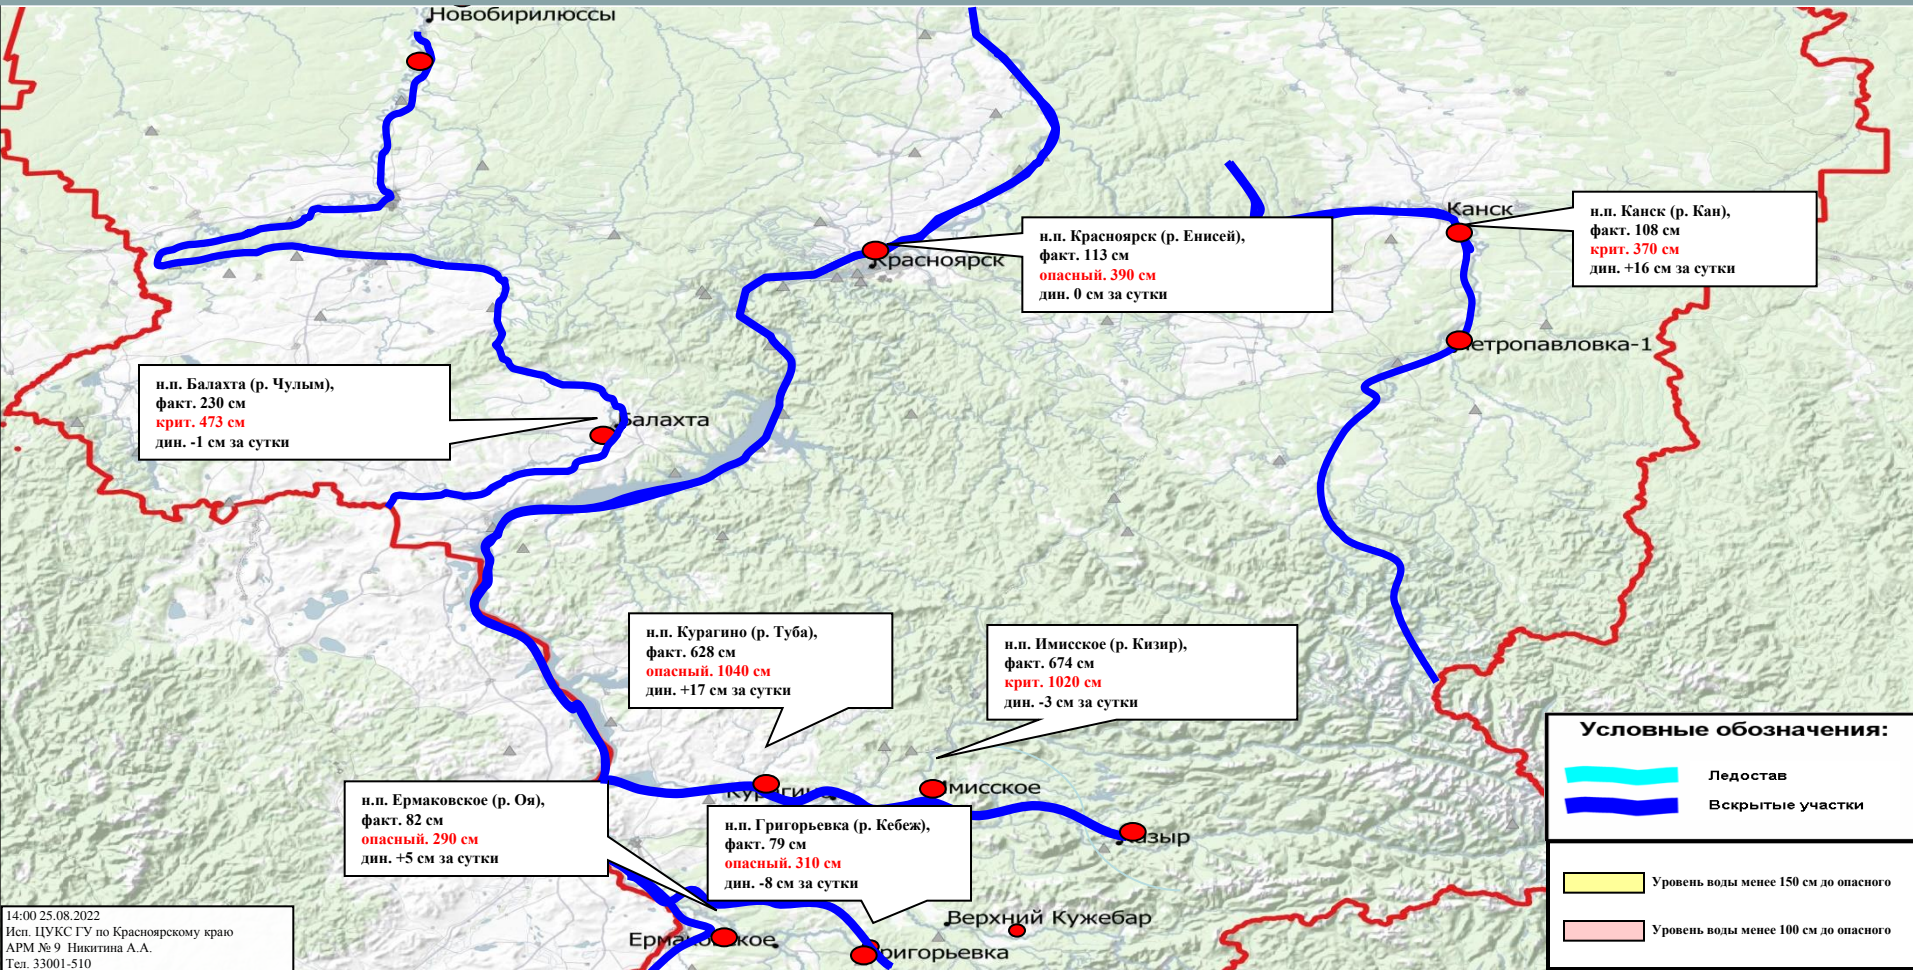 Новобирилюссы
Канск
н.п. Канск (р. Кан),
факт. 108 см
крит. 370 см
дин. +16 см за сутки
н.п. Красноярск (р. Енисей),
факт. 113 см
опасный. 390 см
дин. 0 см за сутки
Красноярск
Петропавловка-1
н.п. Балахта (р. Чулым),
факт. 230 см
крит. 473 см
дин. -1 см за сутки
Балахта
н.п. Курагино (р. Туба),
факт. 628 см
опасный. 1040 см
дин. +17 см за сутки
н.п. Имисское (р. Кизир),
факт. 674 см
крит. 1020 см
дин. -3 см за сутки
Курагино
Имисское
Казыр
н.п. Ермаковское (р. Оя),
факт. 82 см
опасный. 290 см
дин. +5 см за сутки
н.п. Григорьевка (р. Кебеж),
факт. 79 см
опасный. 310 см
дин. -8 см за сутки
Верхний Кужебар
Ермаковское
Григорьевка
Условные обозначения:
Ледостав
Вскрытые участки
Уровень воды менее 150 см до опасного
Уровень воды менее 100 см до опасного
14:00 25.08.2022
Исп. ЦУКС ГУ по Красноярскому краю
АРМ № 9 Никитина А.А.
Тел. 33001-510